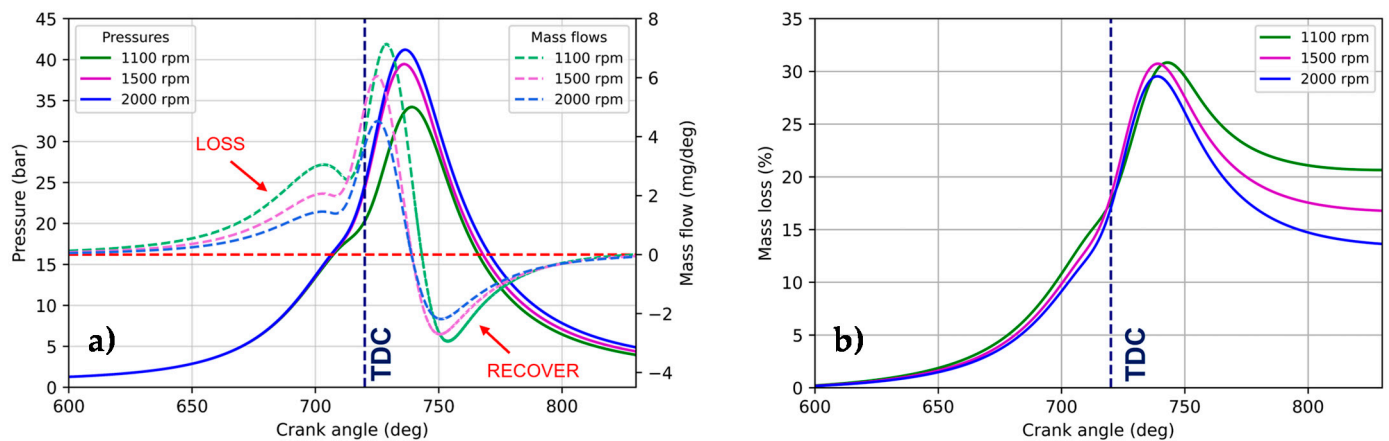 Pressures
1100 rpm
1500 rpm
2000 rpm
Mass flows
1100 rpm
1500 rpm
2000 rpm
LOSS
RECOVER
TDC
a)
45
40
35
30
25
20
15
10
5
0
Pressure (bar)
8
6
4
2
0
−2
−4
Mass flow (mg/deg)
600
650
700
750
800
Crank angle (deg)
1100 rpm
1500 rpm
2000 rpm
TDC
b)
35
30
25
20
15
10
5
0
Mass loss (%)
600
650
700
750
800
Crank angle (deg)